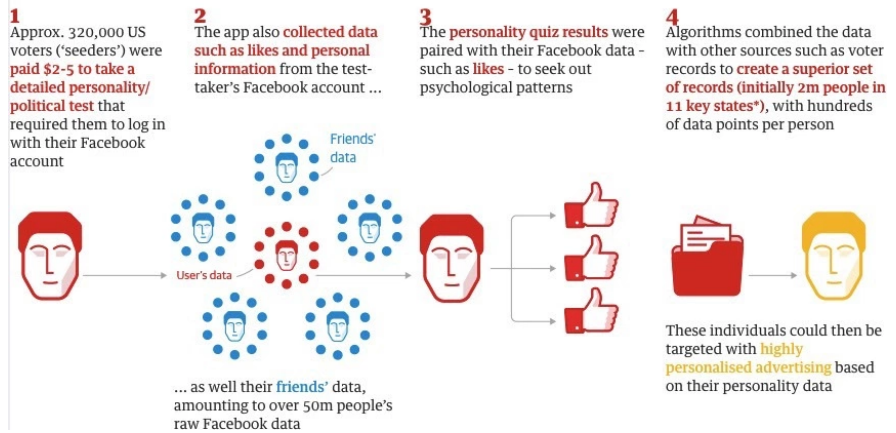 1
Approx. 320,000 US
voters (‘seeders’) were
paid $2-5 to take a
detailed personality/
political test that
required them to log in
with their Facebook
account
2
The app also collected data
such as likes and personal
information from the test-
taker’s Facebook account ...
Friends’
data
User’s data
... as well their friends’ data,
amounting to over 50m people’s
raw Facebook data
3
The personality quiz results were
paired with their Facebook data -
such as likes - to seek out
psychological patterns
4
Algorithms combined the data
with other sources such as voter
records to create a superior set
of records (initially 2m people in
11 key states*), with hundreds
of data points per person
These individuals could then be
targeted with highly
personalised advertising based
on their personality data